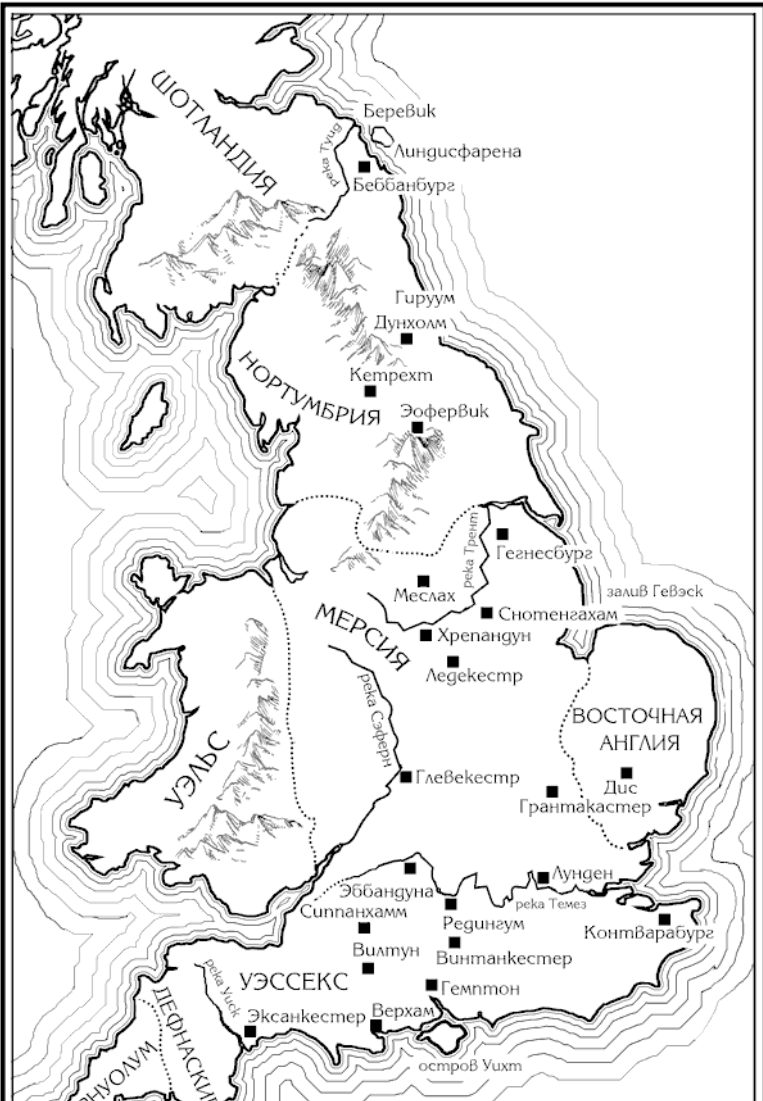 ШОТЛАНДИЯ
Беревик
река Туид
Линдисфарена
Беббанбург
Гируум
Дунхолм
НОРТУМБРИЯ
Кетрехт
Эофервик
река Трент
Гегнесбург
Меслах
залив Гевэск
Снотенгахам
МЕРСИЯ
Хрепандун
Ледекестр
река Сэферн
ВОСТОЧНАЯ
АНГЛИЯ
УЭЛЬС
Глевекестр
Дис
Грантакастер
Лунден
Эббандуна
река Темез
Сиппанхамм
Редингум
Контварабург
Вилтун
Винтанкестер
река Уиск
УЭССЕКС
Гемптон
ДЕФНАСКИР
Эксанкестер
Верхам
остров Уихт